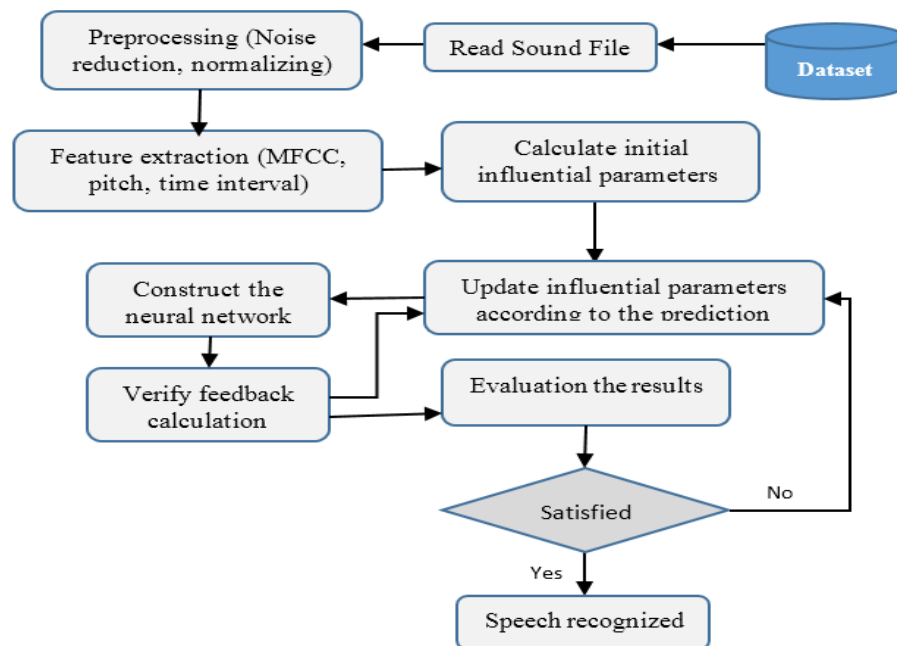 Preprocessing (Noise
reduction, normalizing)
Read Sound File
Dataset
Feature extraction (MFCC,
pitch, time interval)
Calculate initial
influential parameters
Construct the
neural network
Update influential parameters
according to the prediction
Verify feedback
calculation
Evaluation the results
Satisfied
No
Yes
Speech recognized